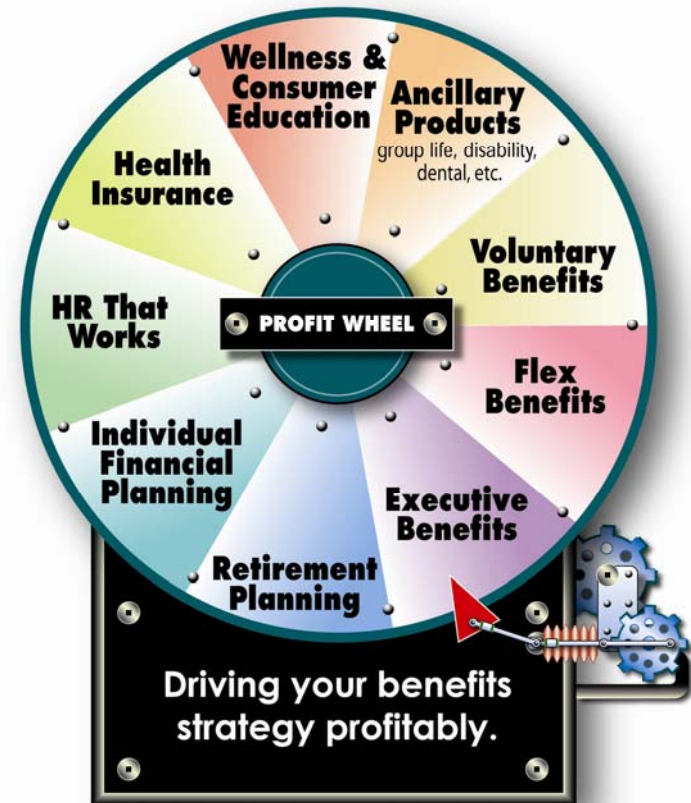 Wellness &
Consumer
Education
Ancillary
Products
group life, disability,
dental, etc.
Voluntary
Benefits
Flex
Benefits
Executive
Benefits
Retirement
Planning
Individual
Financial
Planning
HR That
Works
Health
Insurance
PROFIT WHEEL
Driving your benefits
strategy profitably.